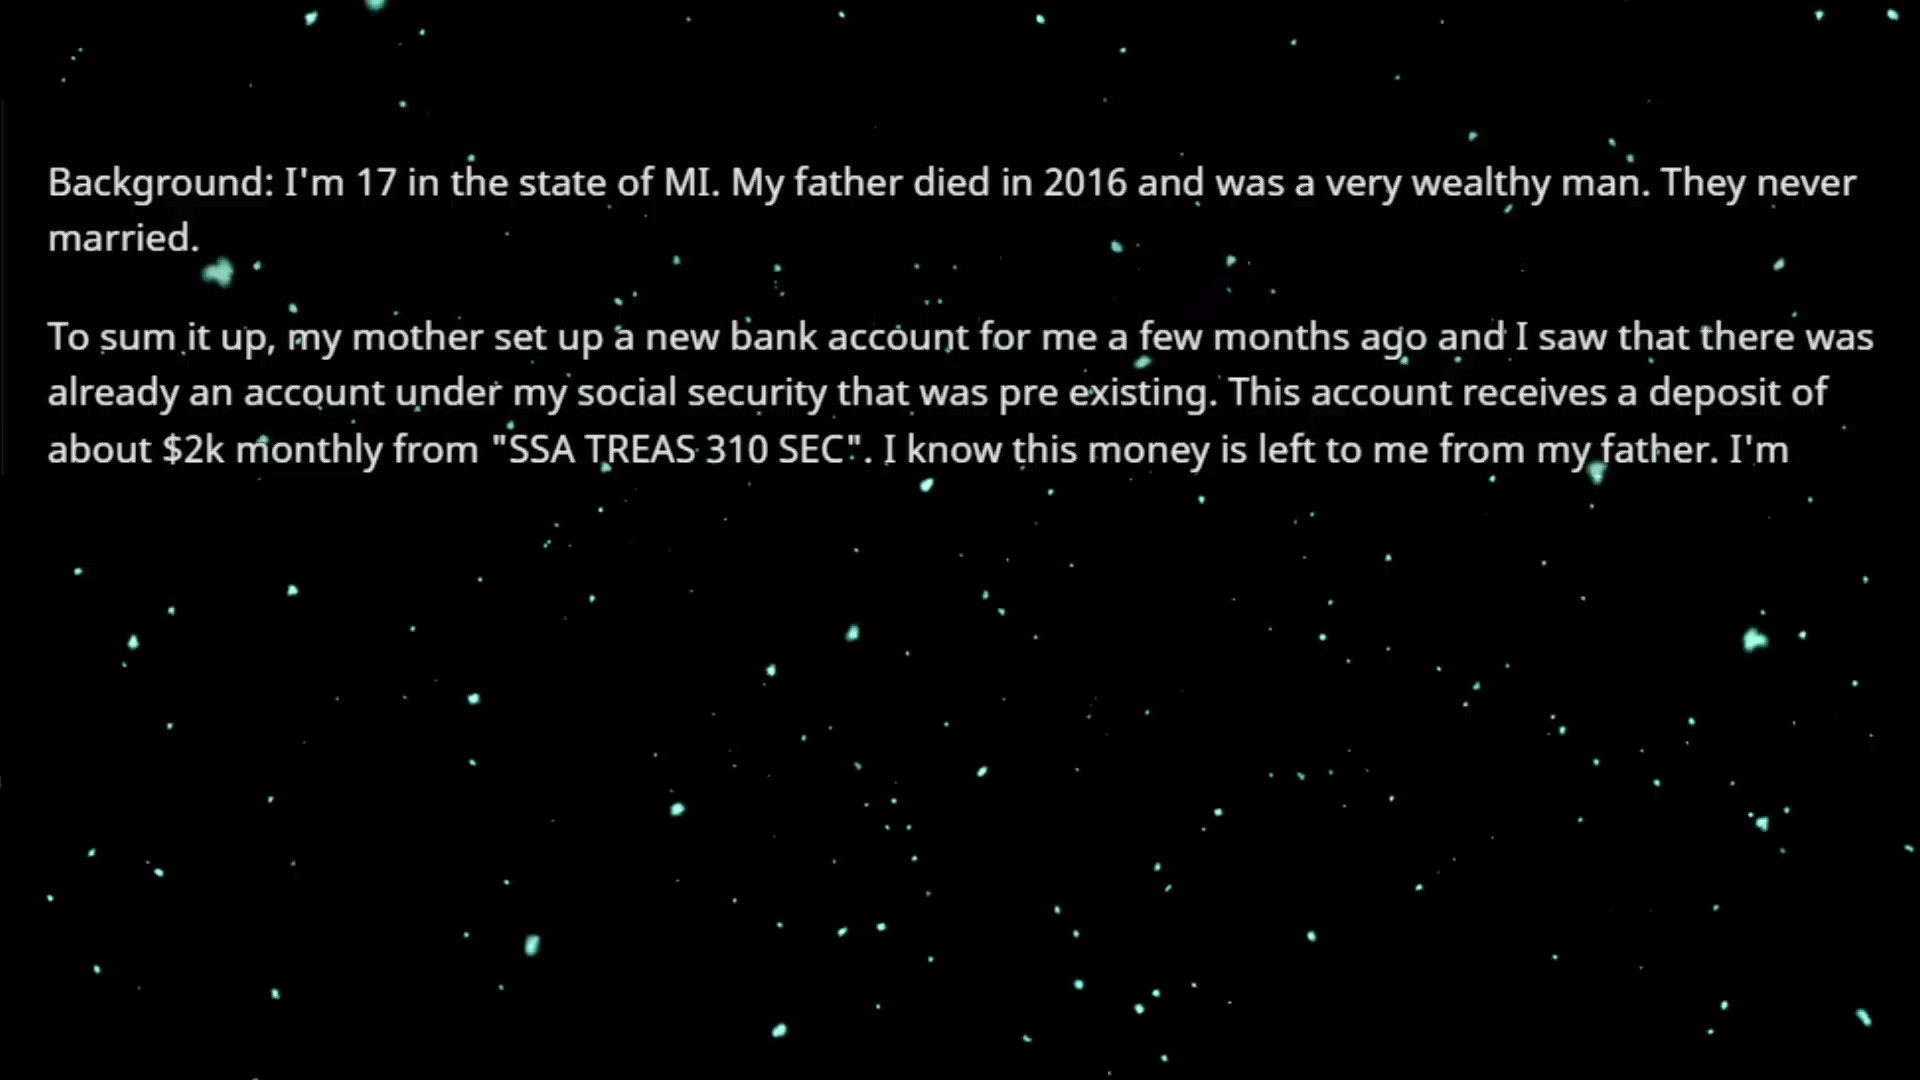 Background: I'm 17 in the state of MI. My father died in 2016 and was a very wealthy man. They never
married.
To sum it up, my mother set up a new bank account for me a few months ago and I saw that there was
already an account under my social security that was pre existing. This account receives a deposit of
about $2k monthly from "SSA TREAS 310 SEC". I know this money is left to me from my father. I'm